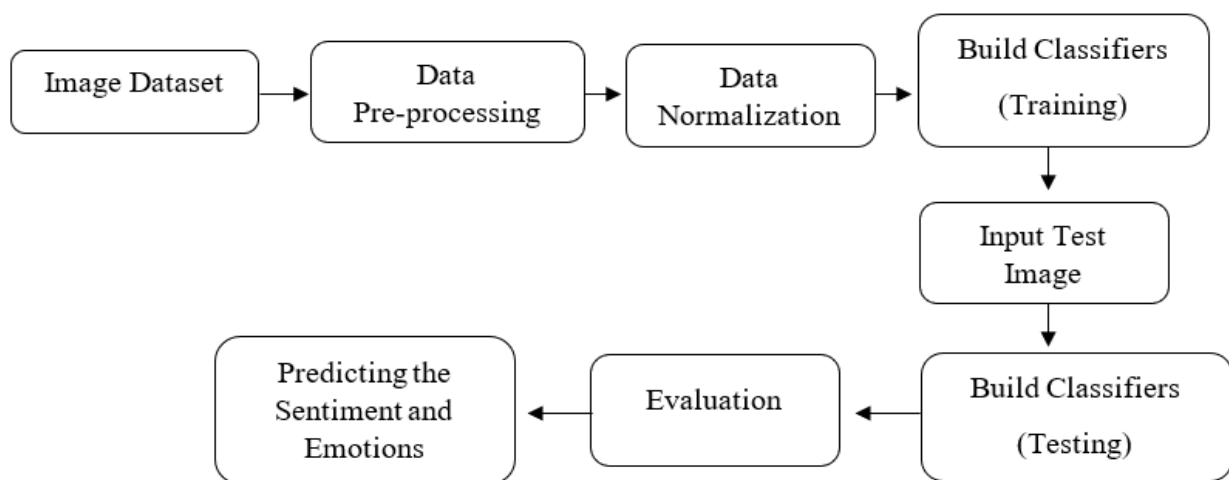 Image Dataset
Data
Pre-processing
Data
Normalization
Build Classifiers
(Training)
Input Test
Image
Build Classifiers
(Testing)
Evaluation
Predicting the
Sentiment and
Emotions